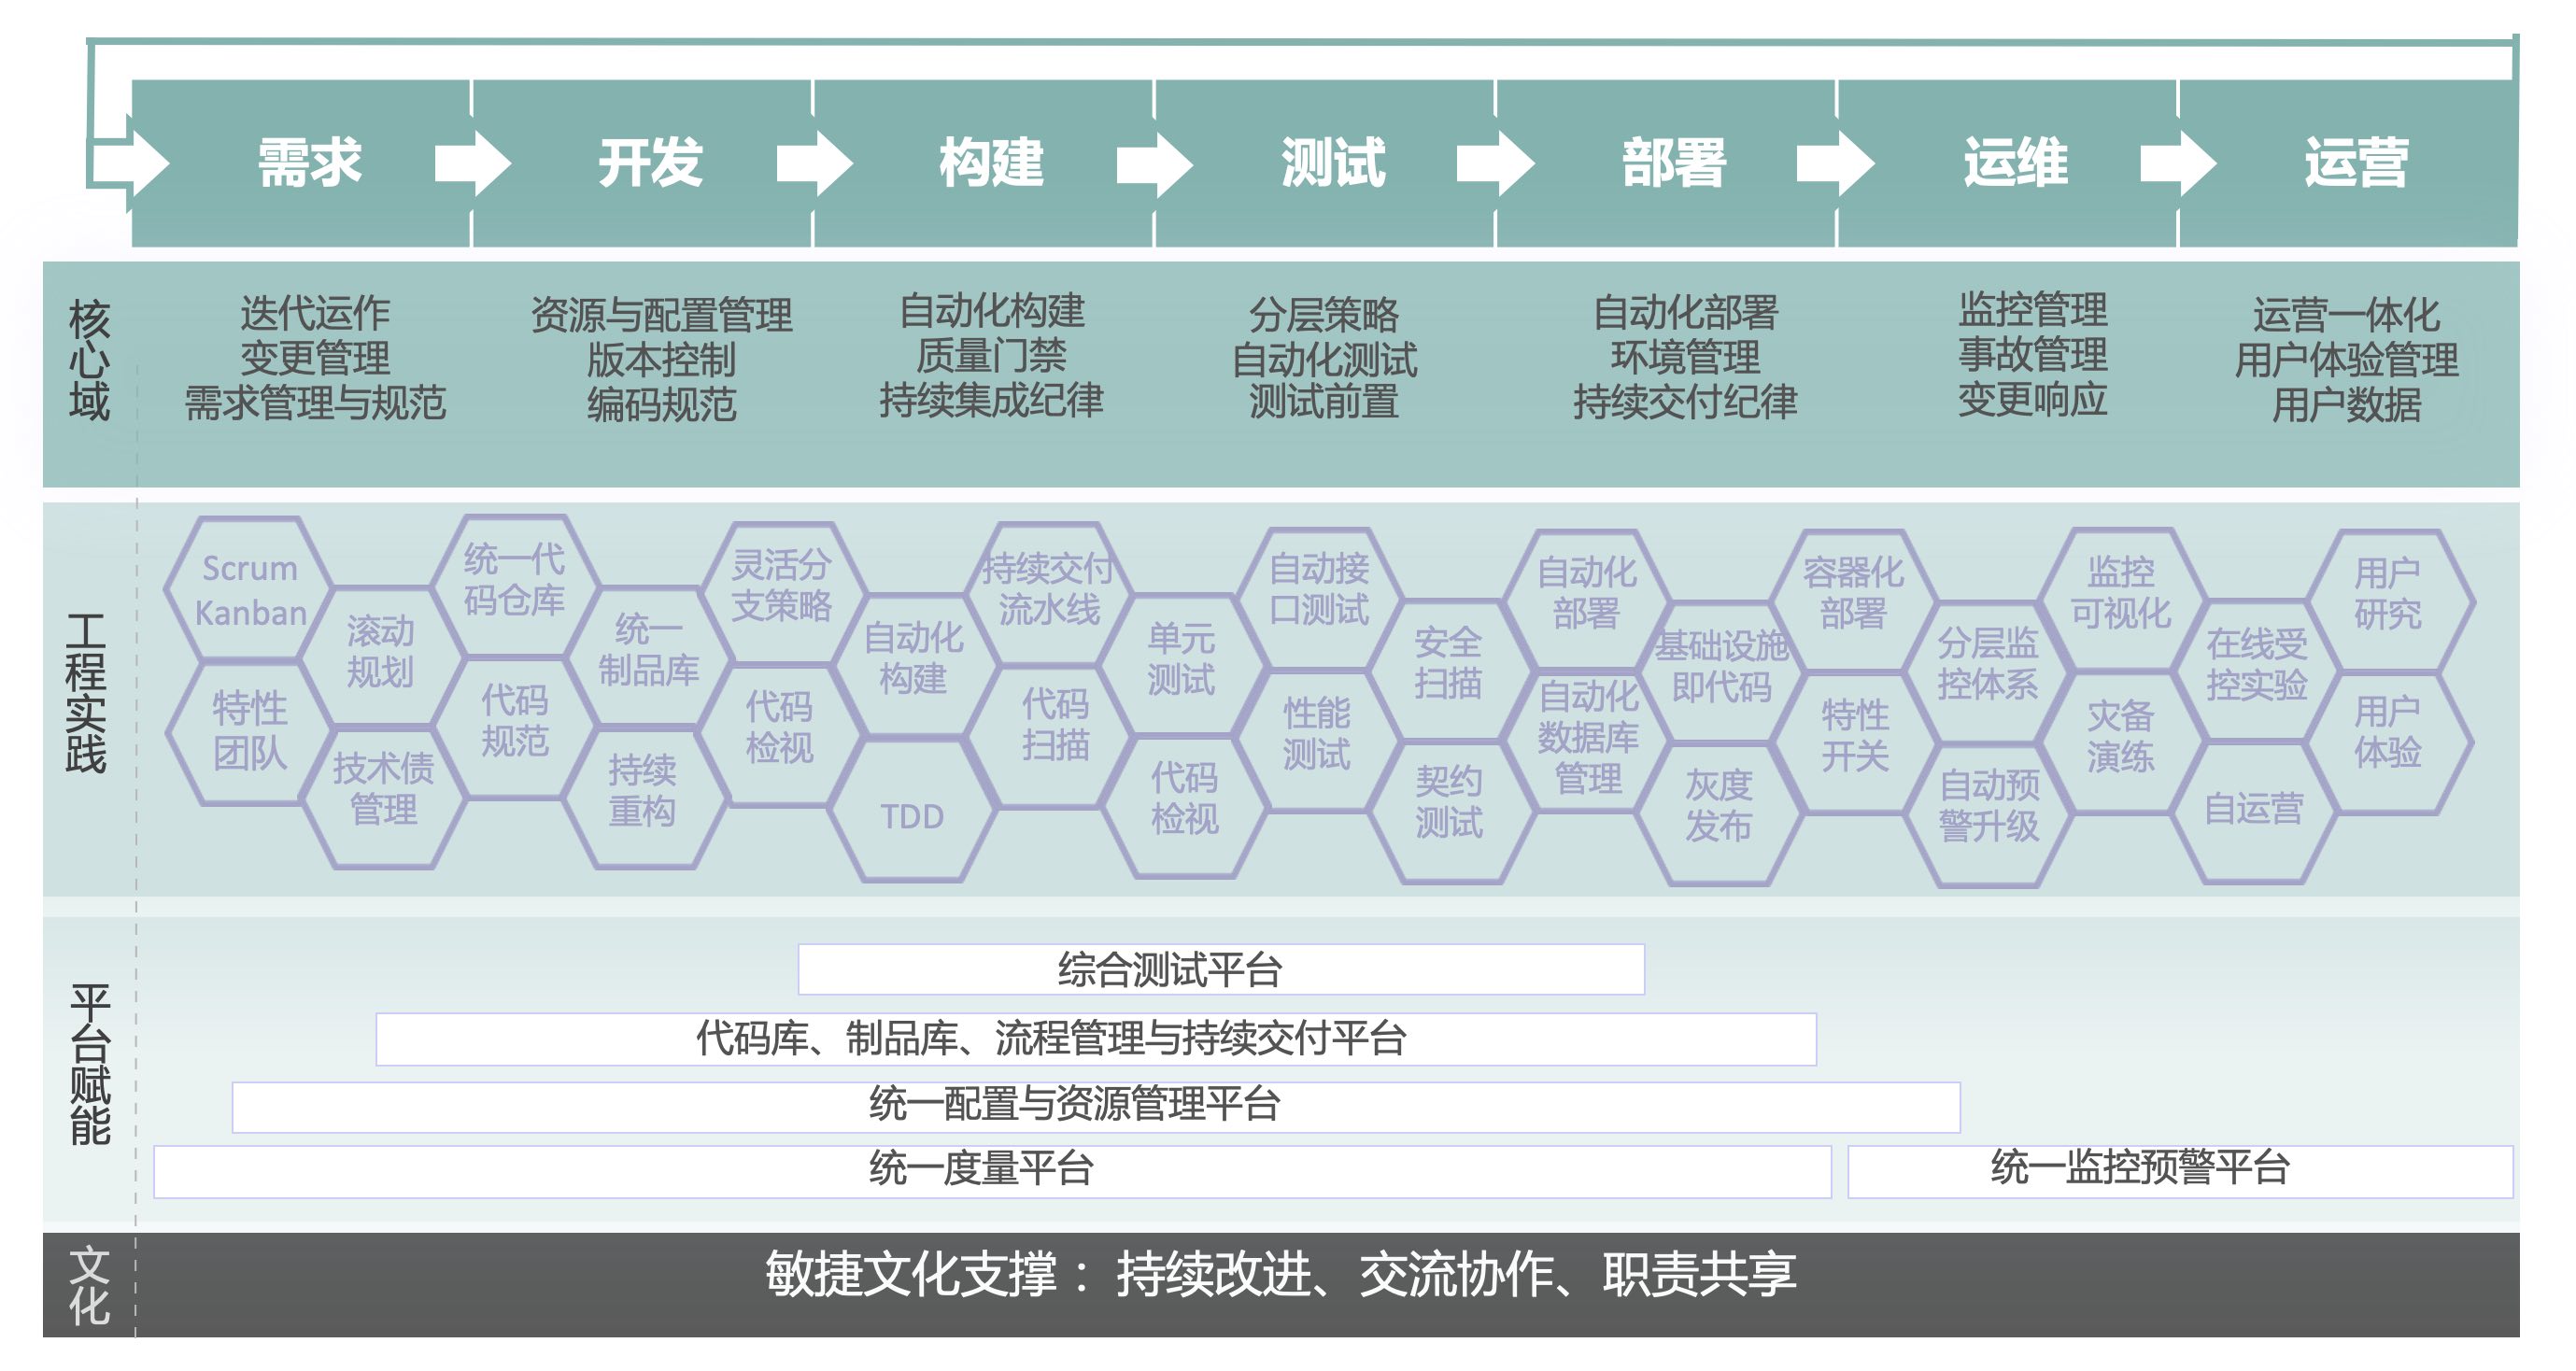 需求
开发
构建
测试
部署
运维
运营
核心域
迭代运作
变更管理
需求管理与规范
资源与配置管理
版本控制
编码规范
自动化构建
质量门禁
持续集成纪律
分层策略
自动化测试
测试前置
自动化部署
环境管理
持续交付纪律
监控管理
事故管理
变更响应
运营一体化
用户体验管理
用户数据
工程实践
Scrum
Kanban
特性
团队
滚动
规划
技术债
管理
统一代
码仓库
代码
规范
统一
制品库
持续
重构
灵活分
支策略
代码
检视
自动化
构建
TDD
持续交付
流水线
代码
扫描
单元
测试
代码
检视
自动接
口测试
性能
测试
安全
扫描
契约
测试
自动化
部署
自动化
数据库
管理
基础设施
即代码
灰度
发布
容器化
部署
特性
开关
分层监
控体系
自动预
警升级
监控
可视化
灾备
演练
在线受
控实验
自运营
用户
研究
用户
体验
平台赋能
综合测试平台
代码库、制品库、流程管理与持续交付平台
统一配置与资源管理平台
统一度量平台
统一监控预警平台
文化
敏捷文化支撑：持续改进、交流协作、职责共享